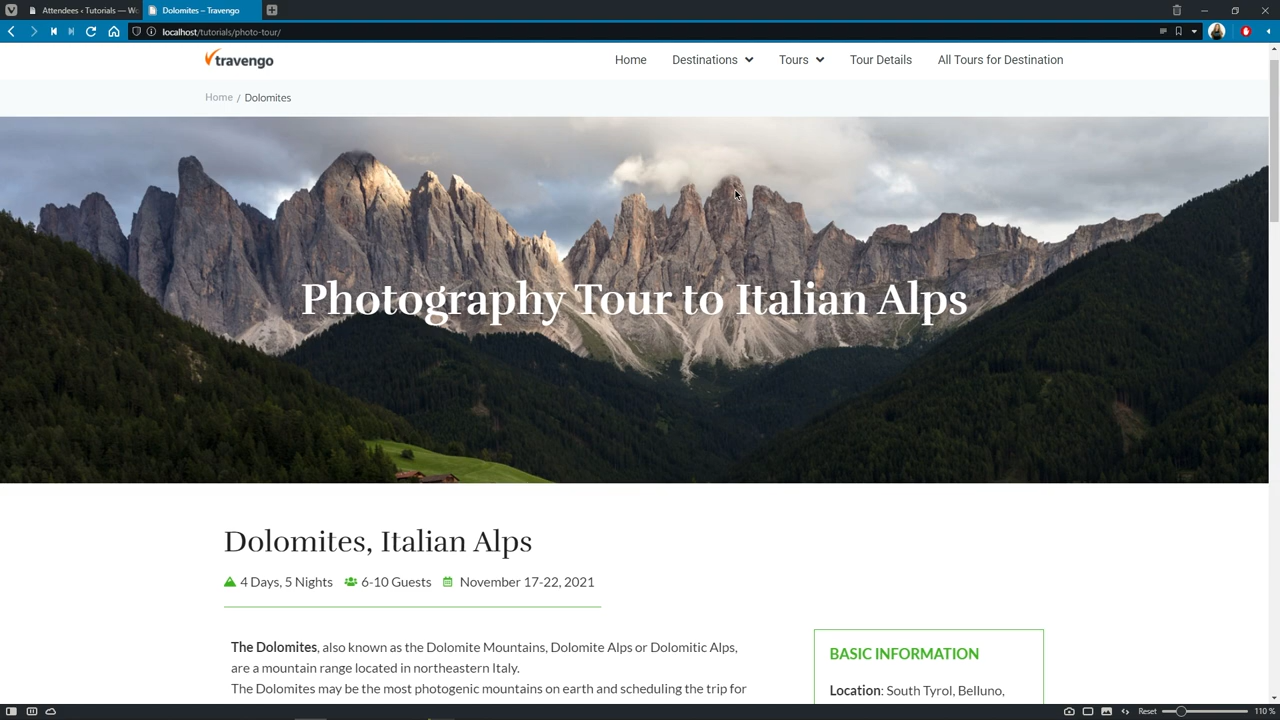 Attendees ‹ Tutorials — Wo
Dolomites – Travengo
localhost/tutorials/photo-tour/
travengo
Home
Destinations
Tours
Tour Details
All Tours for Destination
Home / Dolomites
Photography Tour to Italian Alps
Dolomites, Italian Alps
4 Days, 5 Nights
6-10 Guests
November 17-22, 2021
The Dolomites, also known as the Dolomite Mountains, Dolomite Alps or Dolomitic Alps,
are a mountain range located in northeastern Italy.
The Dolomites may be the most photogenic mountains on earth and scheduling the trip for
BASIC INFORMATION
Location: South Tyrol, Belluno,
Reset
110 %